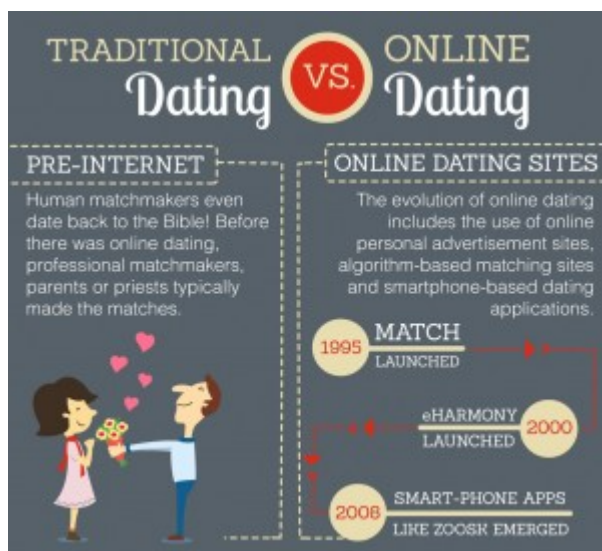 TRADITIONAL
Dating
VS.
ONLINE
Dating
PRE-INTERNET
Human matchmakers even
date back to the Bible! Before
there was online dating,
professional matchmakers,
parents or priests typically
made the matches.
ONLINE DATING SITES
The evolution of online dating
includes the use of online
personal advertisement sites,
algorithm-based matching sites
and smartphone-based dating
applications.
1995
MATCH
LAUNCHED
eHARMONY
LAUNCHED
2000
2008
SMART-PHONE APPS
LIKE ZOOSK EMERGED